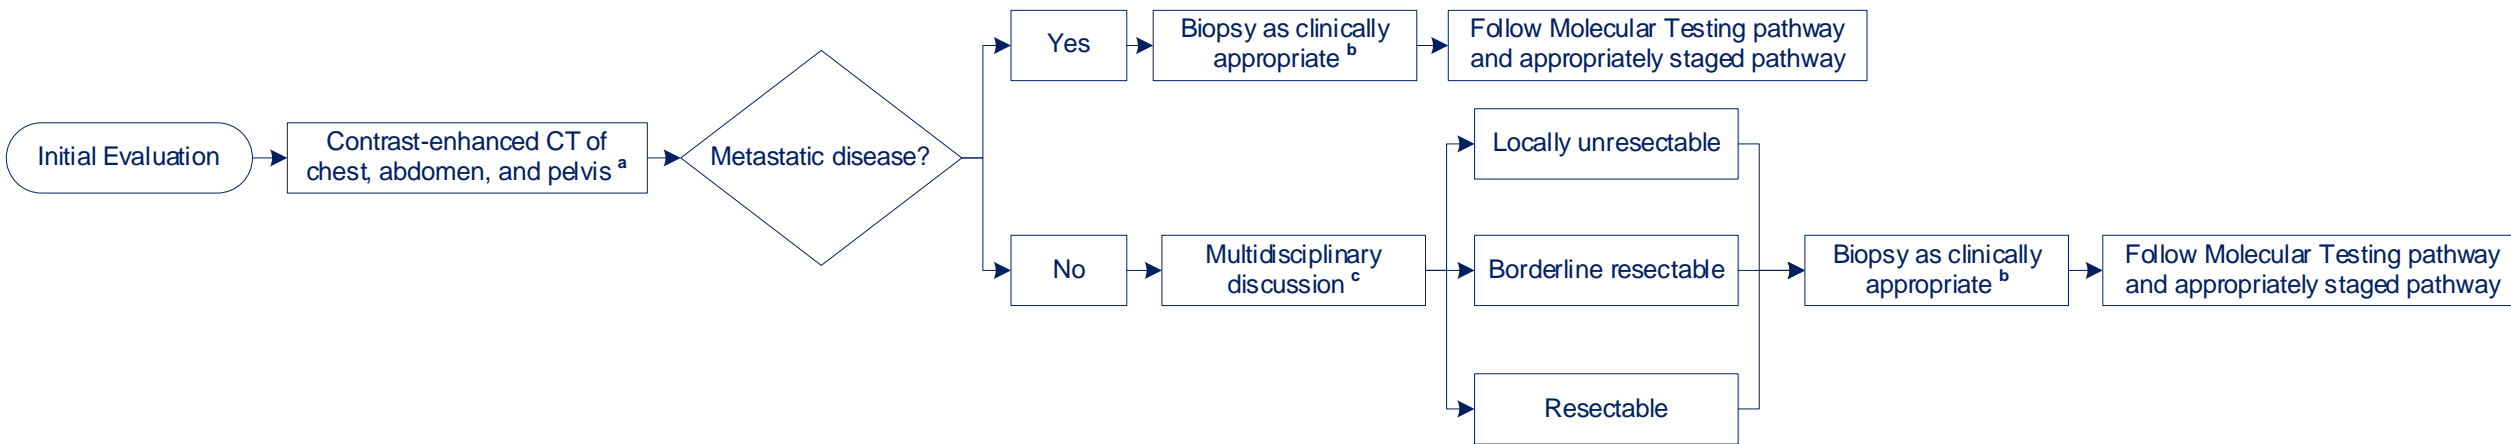 Initial Evaluation
Contrast-enhanced CT of
chest, abdomen, and pelvis a
Metastatic disease?
Yes
Biopsy as clinically
appropriate b
Follow Molecular Testing pathway
and appropriately staged pathway
No
Multidisciplinary
discussion c
Locally unresectable
Borderline resectable
Resectable
Biopsy as clinically
appropriate b
Follow Molecular Testing pathway
and appropriately staged pathway